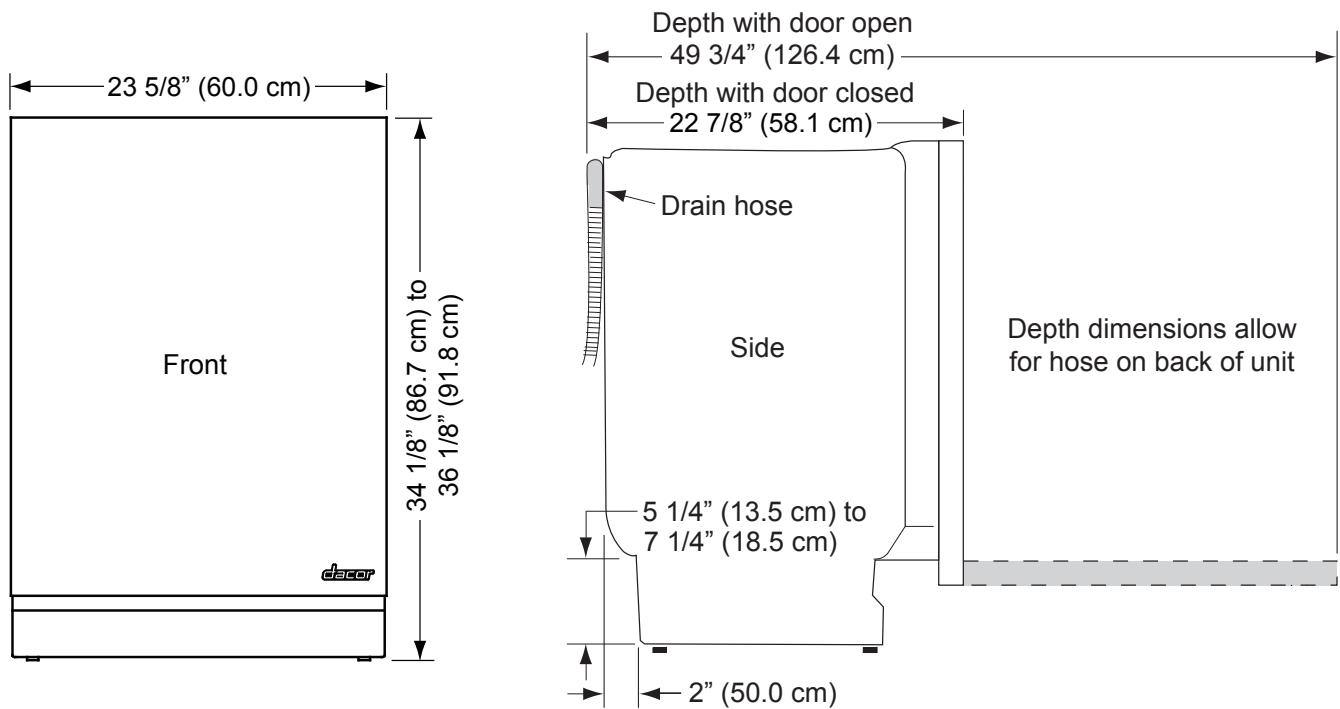 23 5/8” (60.0 cm)
Front
34 1/8” (86.7 cm) to
36 1/8” (91.8 cm)
dacor
Depth with door open
49 3/4” (126.4 cm)
Depth with door closed
22 7/8” (58.1 cm)
Drain hose
Side
Depth dimensions allow
for hose on back of unit
5 1/4” (13.5 cm) to
7 1/4” (18.5 cm)
2” (50.0 cm)